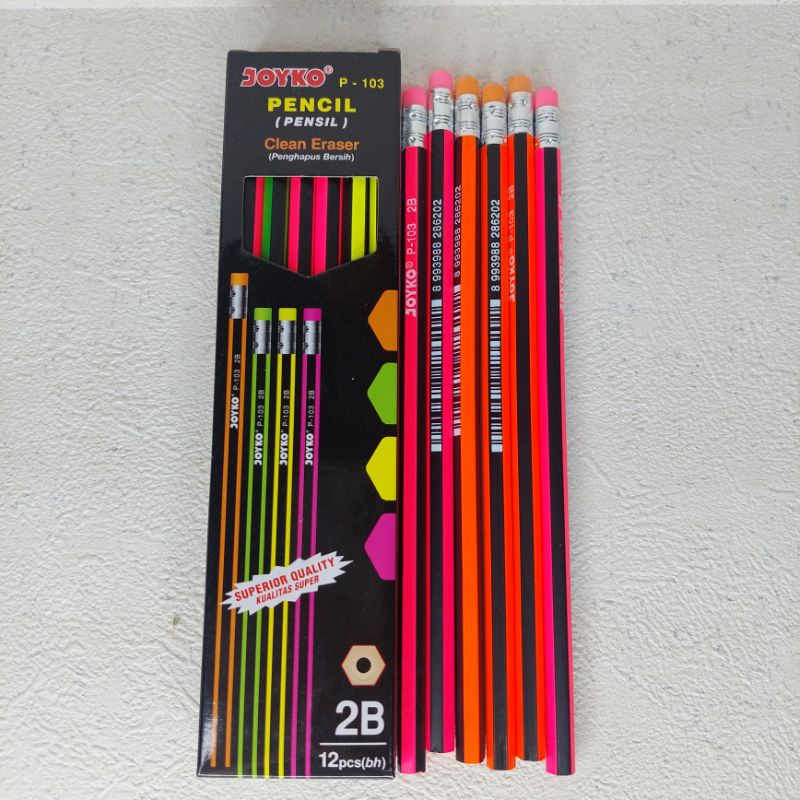 JOYKO® P - 103
PENCIL
( PENSIL )
Clean Eraser
(Penghapus Bersih)
JOYKO® P-103 2B
JOYKO® P-103 2B
JOYKO® P-103 2B
JOYKO® P-103 2B
SUPERIOR QUALITY
KUALITAS SUPER
2B
12pcs(bh)
JOYKO® P-103 2B
8 993988 286202
8 993988 286202
8 993988 286202
JOYKO® P-103 2B